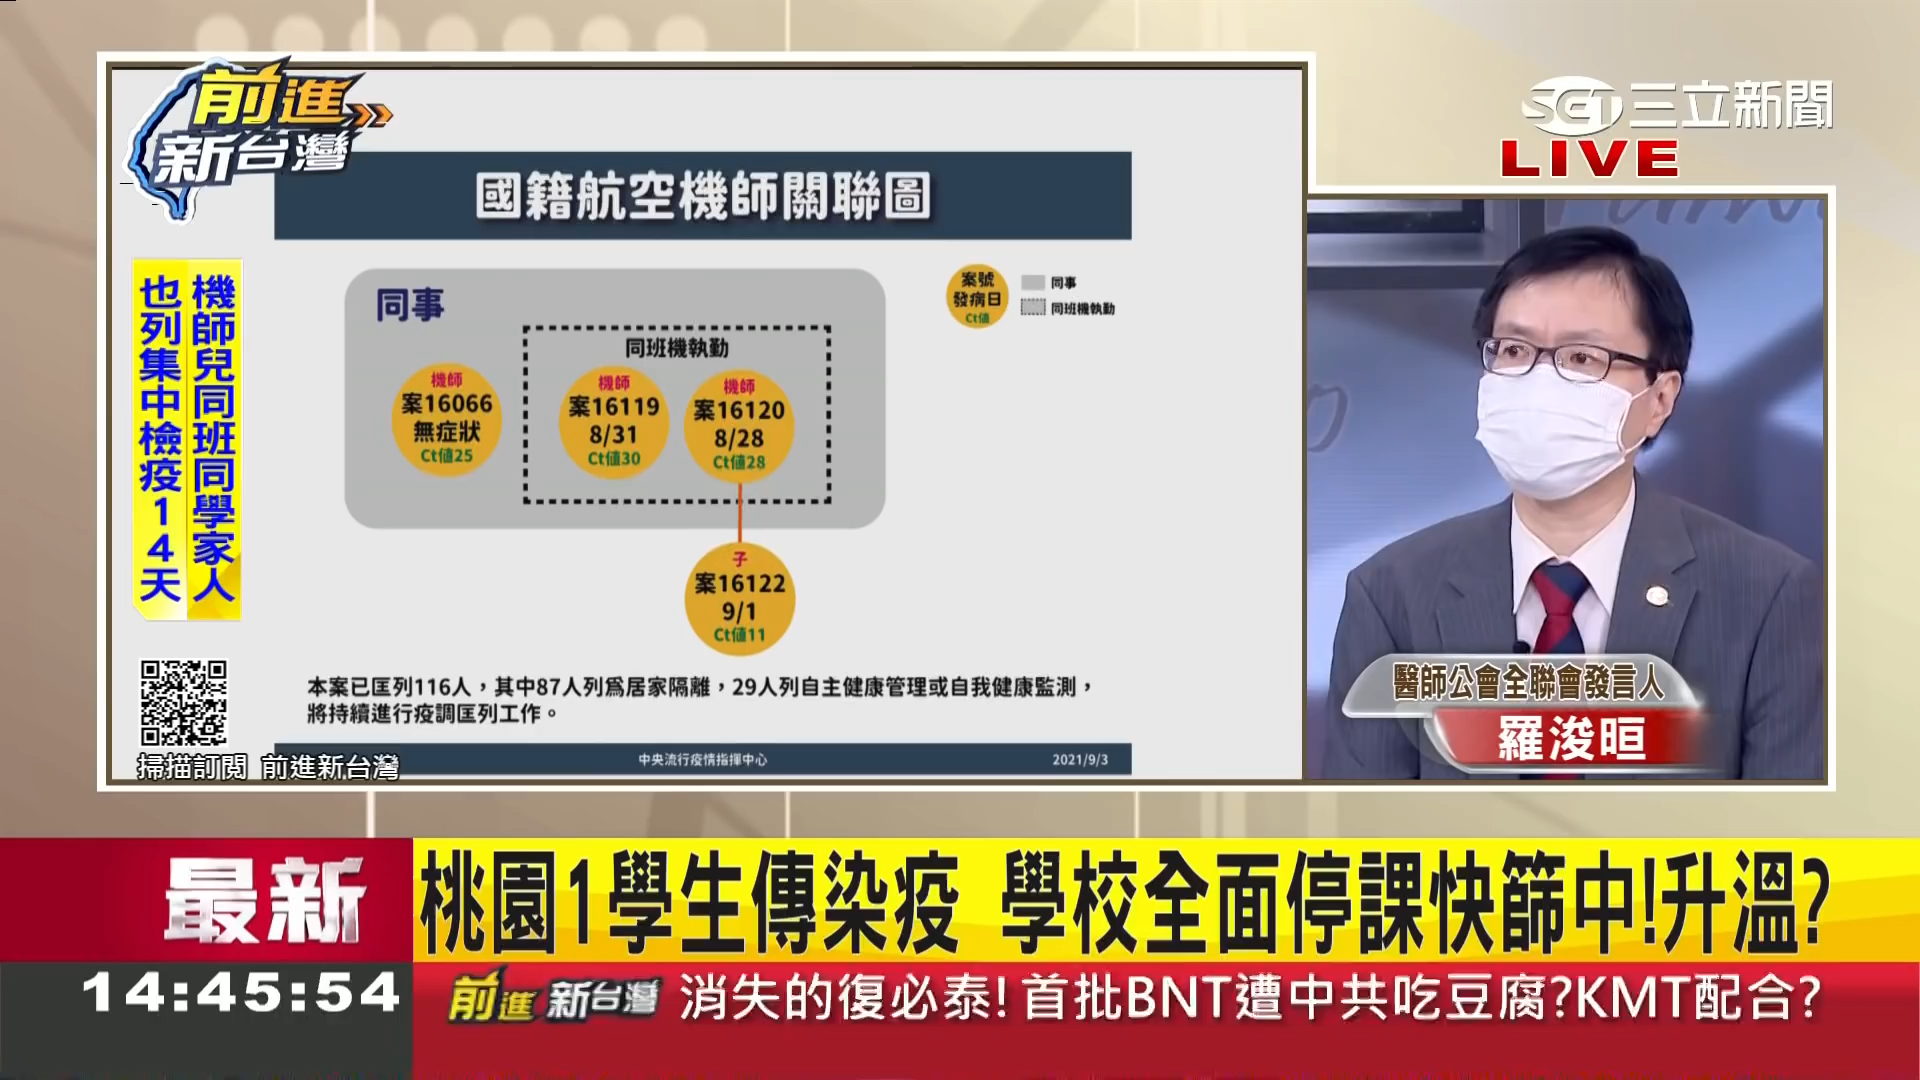 前進
新台灣
SET三立新聞
LIVE
國籍航空機師關聯圖
機師兒同班同學家人
也列集中檢疫14天
同事
同班機執勤
機師
案16066
無症狀
Ct值25
機師
案16119
8/31
Ct值30
機師
案16120
8/28
Ct值28
子
案16122
9/1
Ct值11
案號
發病日
Ct值
同事
同班機執勤
本案已匡列116人，其中87人列為居家隔離，29人列自主健康管理或自我健康監測，
將持續進行疫調匡列工作。
中央流行疫情指揮中心
2021/9/3
掃描訂閱 前進新台灣
醫師公會全聯會發言人
羅浚晅
最新
桃園1學生傳染疫 學校全面停課快篩中!升溫?
14:45:54
前進新台灣 消失的復必泰!首批BNT遭中共吃豆腐?KMT配合?